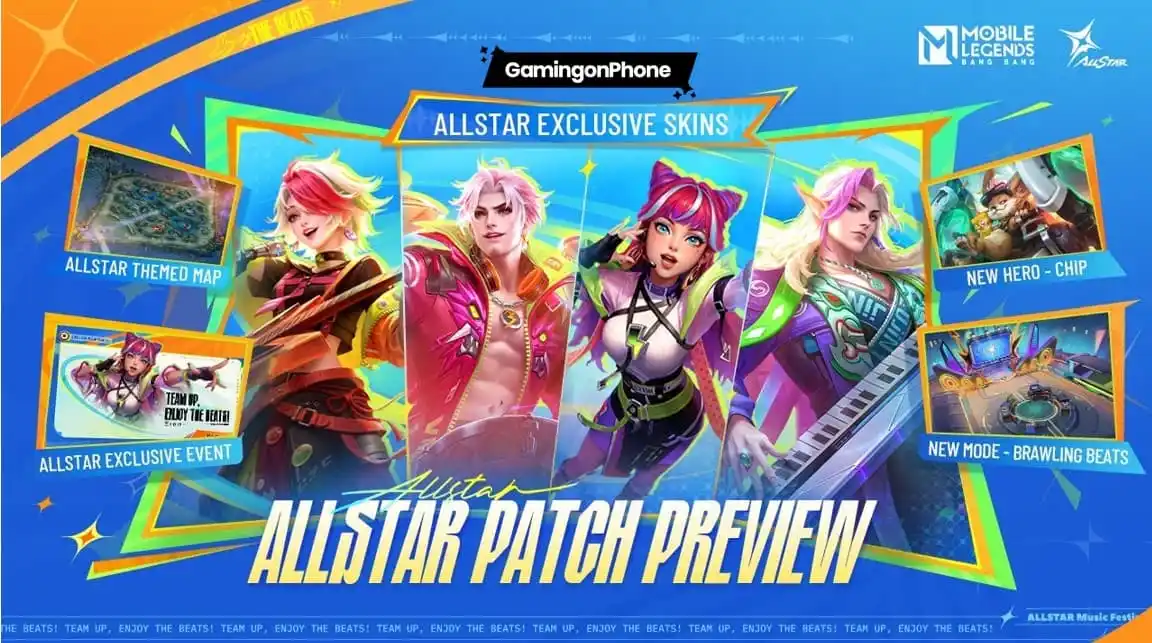 THE BEATS
GamingonPhone
MOBILE
LEGENDS
BANG BANG
ALLSTAR
ALLSTAR EXCLUSIVE SKINS
ALLSTAR THEMED MAP
NEW HERO - CHIP
TEAM UP,
ENJOY THE BEATS!
ALLSTAR EXCLUSIVE EVENT
NEW MODE - BRAWLING BEATS
Allstar
ALLSTAR PATCH PREVIEW
THE BEATS! TEAM UP, ENJOY THE BEATS! TEAM UP, ENJOY THE BEATS! TEAM UP, ENJOY THE BEATS! TEAM UP, ENJOY THE BEATS! TEAM UP, ENJOY THE BEATS! TEAM UP, ENJOY THE BEATS!
ALLSTAR Music Festi